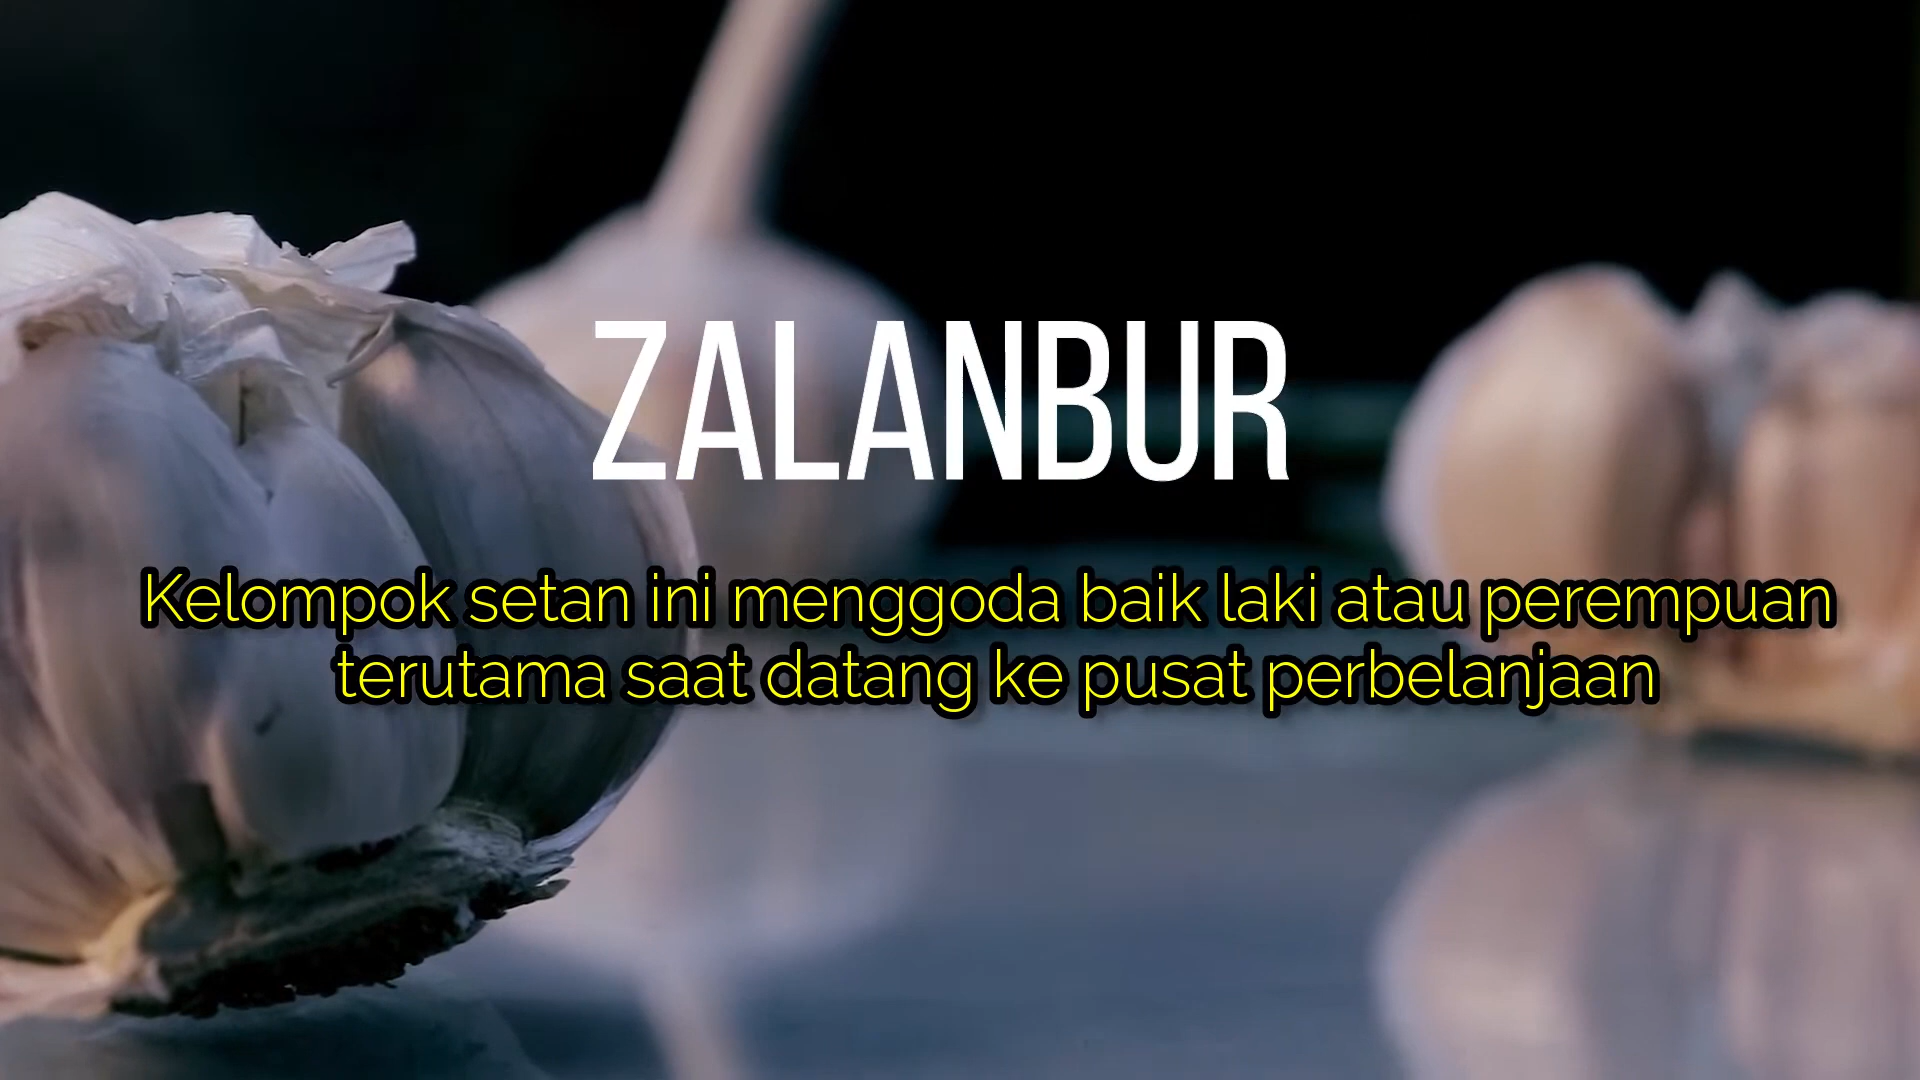 ZALANBUR
Kelompok setan ini menggoda baik laki atau perempuan
terutama saat datang ke pusat perbelanjaan